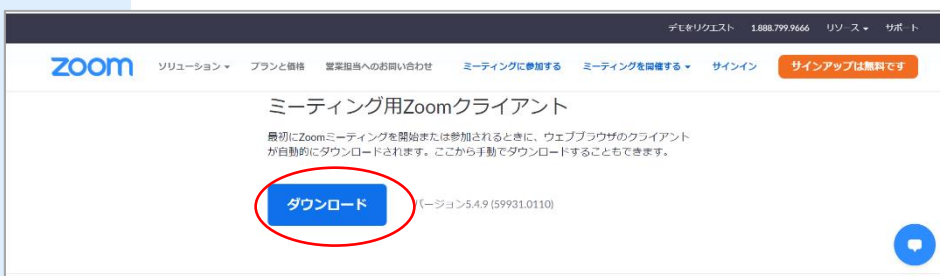 デモをリクエスト 1.888.799.9666 リソース サポート
zoom ソリューション プランと価格 営業担当へのお問い合わせ ミーティングに参加する ミーティングを開催する サインイン サインアップは無料です
ミーティング用Zoomクライアント
最初にZoomミーティングを開始または参加されるときに、ウェブブラウザのクライアント
が自動的にダウンロードされます。ここから手動でダウンロードすることもできます。
ダウンロード バージョン5.4.9 (59931.0110)